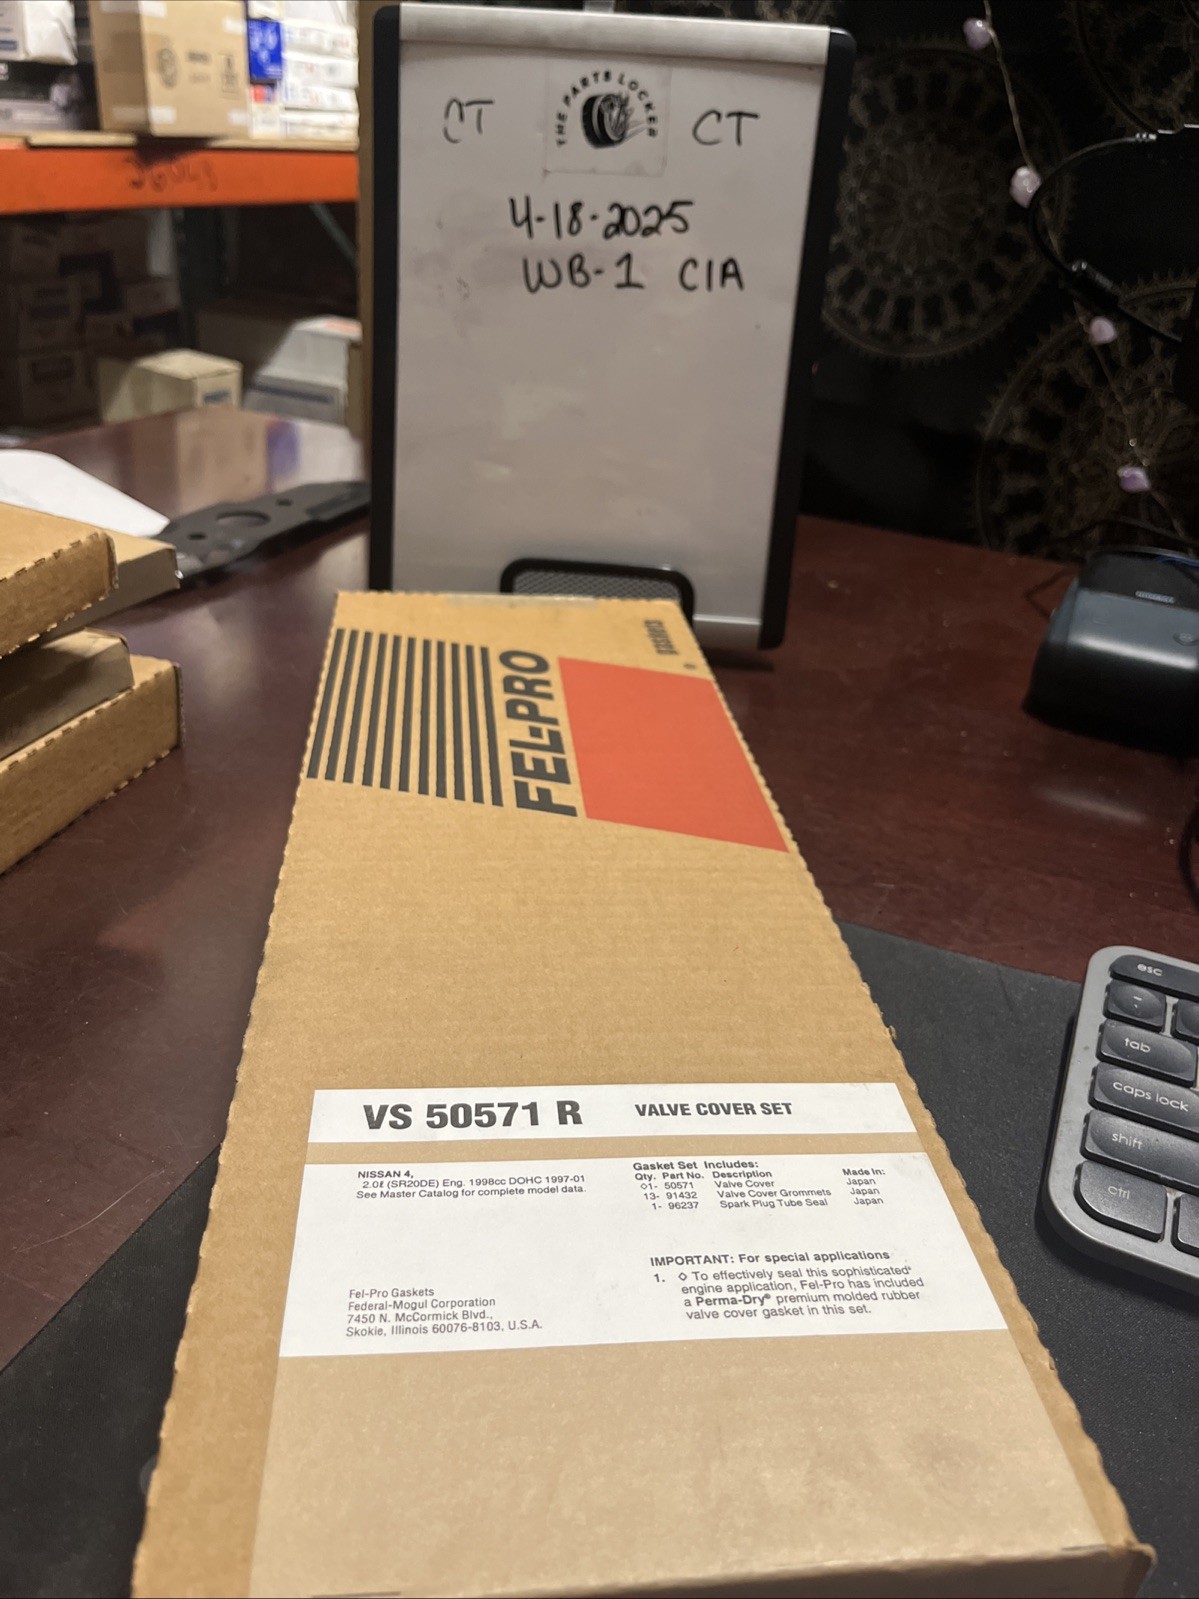 THE PARTS LOCKER
CT CT
4-18-2025
WB-1 CIA
gaskets
FEL-PRO
VS 50571 R VALVE COVER SET
NISSAN 4,
2.0ℓ (SR20DE) Eng. 1998cc DOHC 1997-01
See Master Catalog for complete model data.
Gasket Set Includes:
Qty. Part No. Description Made In:
◊1- 50571 Valve Cover Japan
13- 91432 Valve Cover Grommets Japan
1- 96237 Spark Plug Tube Seal Japan
IMPORTANT: For special applications
1. ◊ To effectively seal this sophisticated
engine application, Fel-Pro has included
a Perma-Dry® premium molded rubber
valve cover gasket in this set.
Fel-Pro Gaskets
Federal-Mogul Corporation
7450 N. McCormick Blvd.,
Skokie, Illinois 60076-8103, U.S.A.
esc
~
tab
caps lock
shift
ctrl